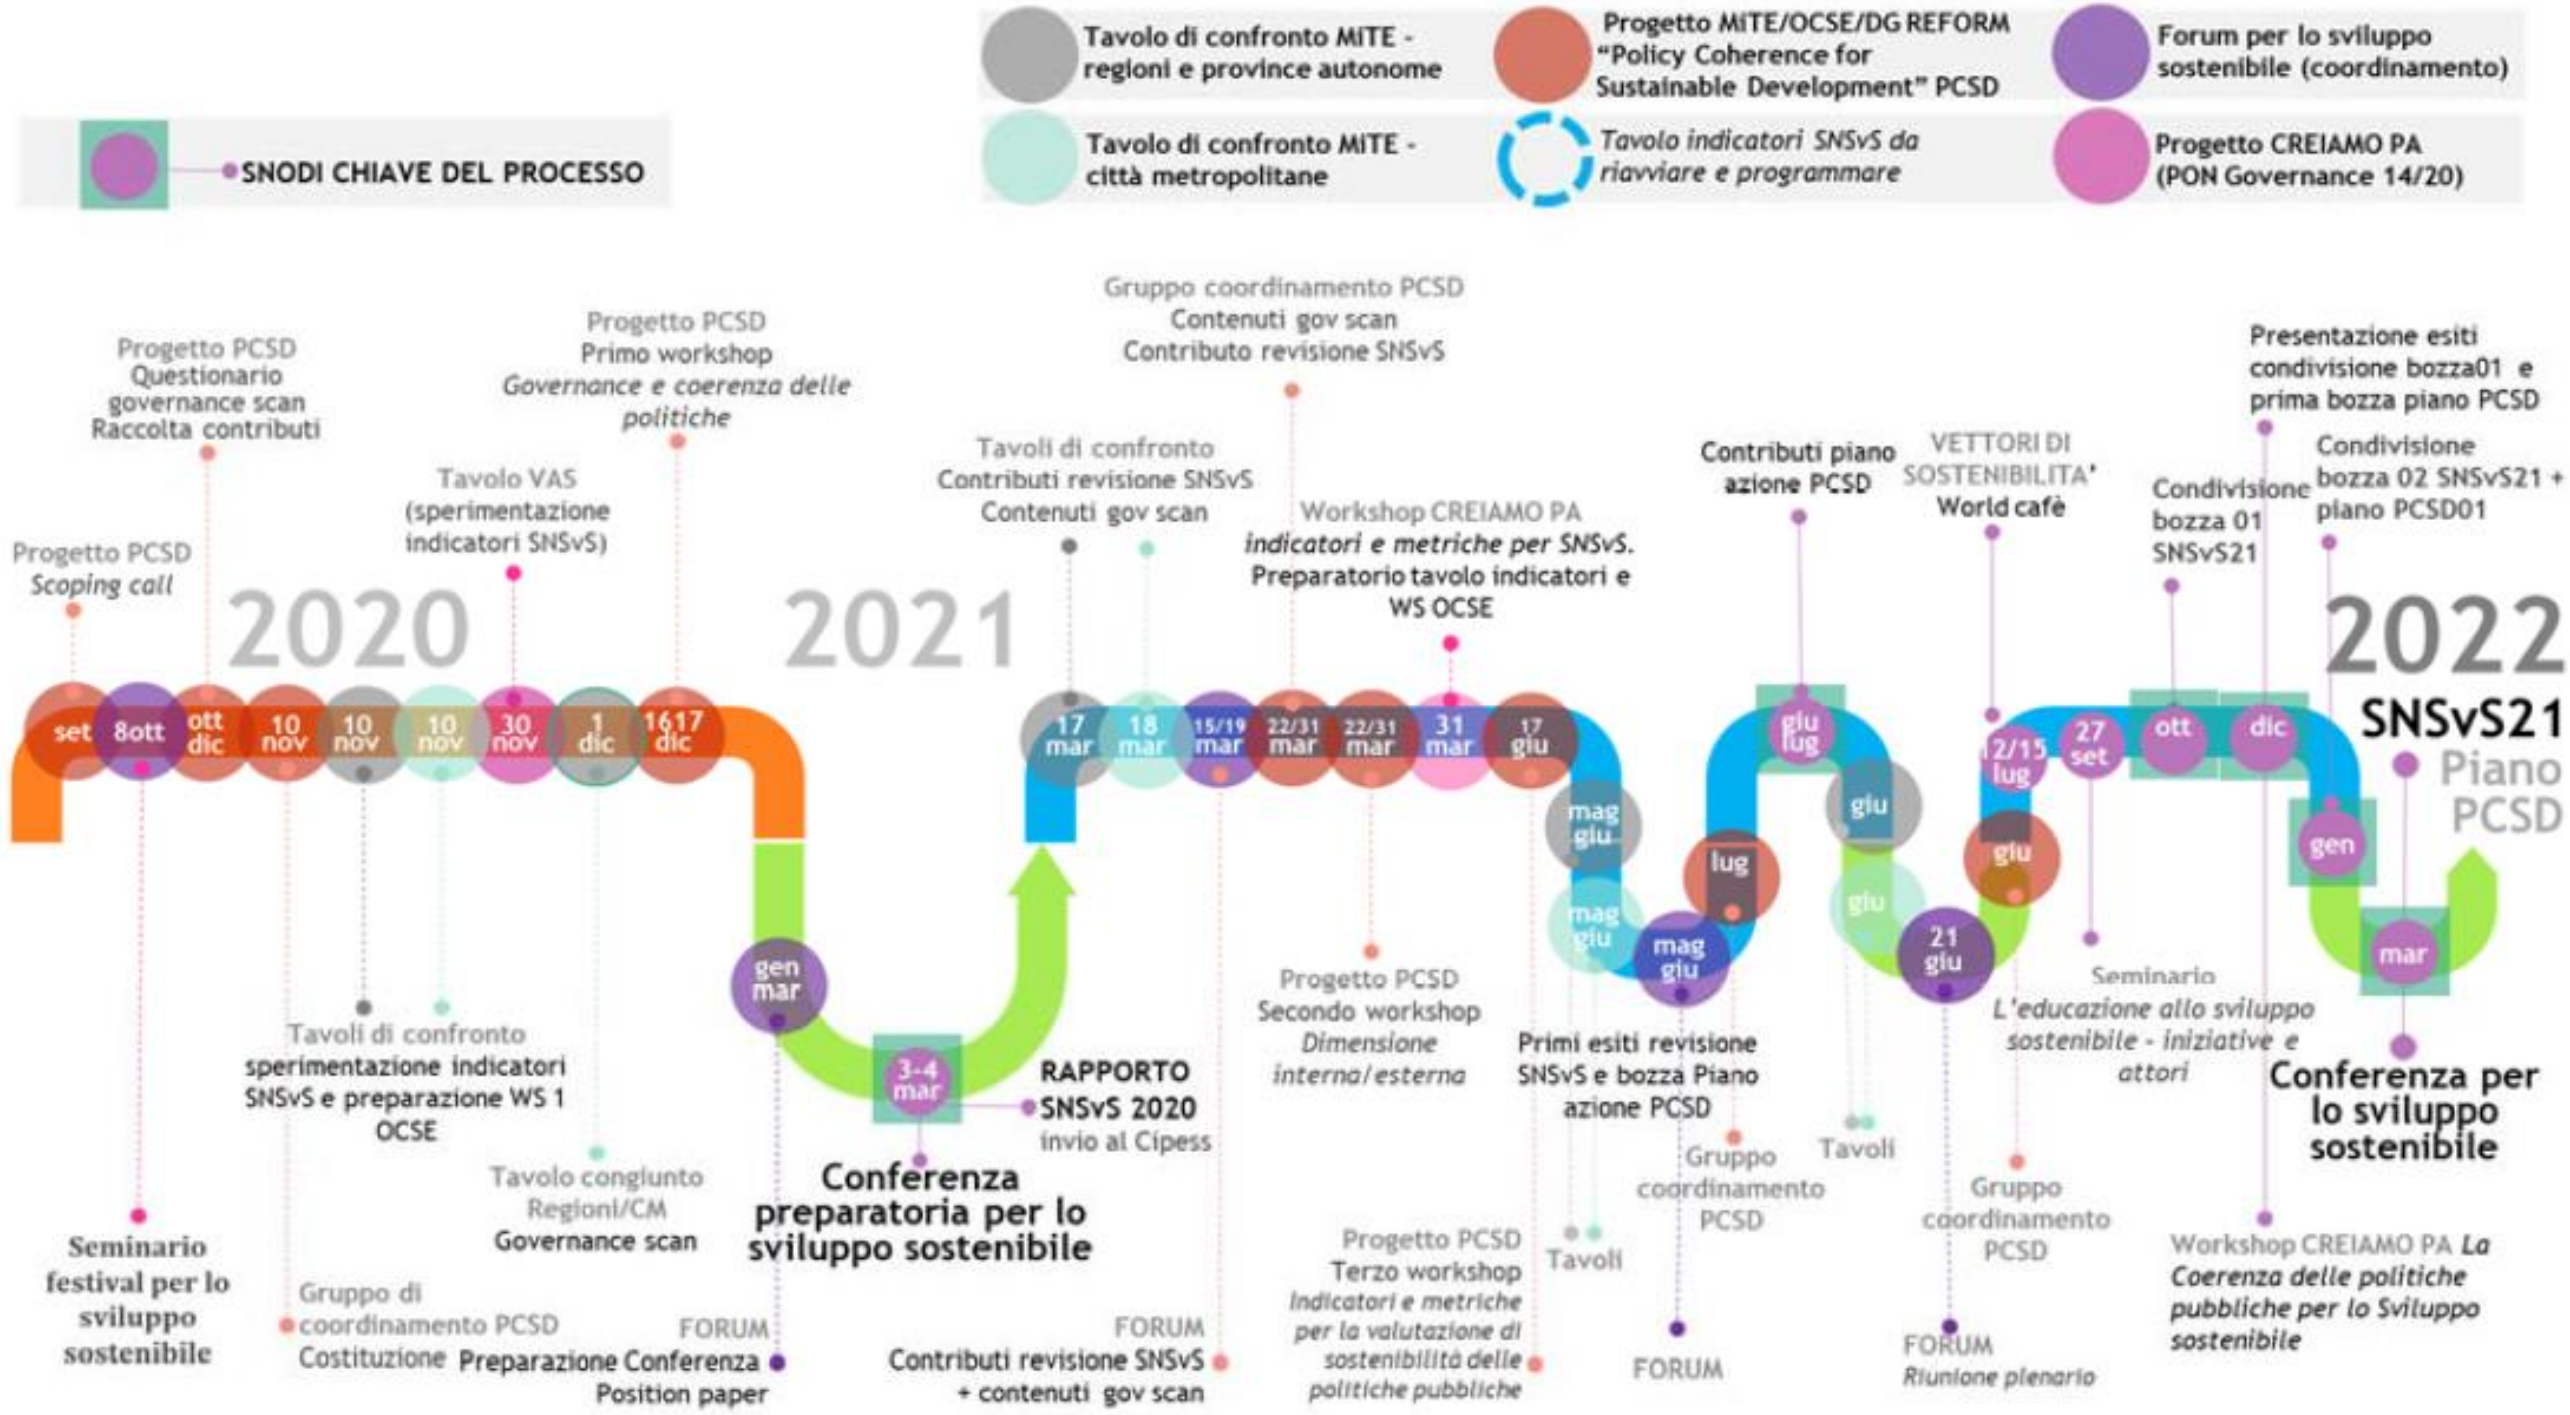 Tavolo di confronto MiTE -
regioni e province autonome
Progetto MiTE/OCSE/DG REFORM
“Policy Coherence for
Sustainable Development” PCSD
Forum per lo sviluppo
sostenibile (coordinamento)
SNODI CHIAVE DEL PROCESSO
Tavolo di confronto MiTE -
città metropolitane
Tavolo indicatori SNSvS da
riavviare e programmare
Progetto CREIAMO PA
(PON Governance 14/20)
Progetto PCSD
Scoping call
Progetto PCSD
Questionario
governance scan
Raccolta contributi
Tavolo VAS
(sperimentazione
indicatori SNSvS)
Progetto PCSD
Primo workshop
Governance e coerenza delle
politiche
Tavoli di confronto
Contributi revisione SNSvS
Contenuti gov scan
Gruppo coordinamento PCSD
Contenuti gov scan
Contributo revisione SNSvS
Workshop CREIAMO PA
indicatori e metriche per SNSvS.
Preparatorio tavolo indicatori e
WS OCSE
Contributi piano
azione PCSD
VETTORI DI
SOSTENIBILITA'
World cafè
Condivisione
bozza 01
SNSvS21
Presentazione esiti
condivisione bozza01 e
prima bozza piano PCSD
Condivisione
bozza 02 SNSvS21 +
piano PCSD01
2020
2021
2022
SNSvS21
Piano
PCSD
set
8ott
ott
dic
10
nov
10
nov
10
nov
30
nov
1
dic
1617
dic
gen
mar
3-4
mar
17
mar
18
mar
15/19
mar
22/31
mar
22/31
mar
31
mar
17
giu
mag
giu
mag
giu
mag
giu
lug
giu
lug
giu
giu
21
giu
giu
12/15
lug
27
set
ott
dic
gen
mar
Seminario
festival per lo
sviluppo
sostenibile
Gruppo di
coordinamento PCSD
Costituzione
Tavoli di confronto
sperimentazione indicatori
SNSvS e preparazione WS 1
OCSE
Tavolo congiunto
Regioni/CM
Governance scan
FORUM
Preparazione Conferenza
Position paper
Conferenza
preparatoria per lo
sviluppo sostenibile
RAPPORTO
SNSvS 2020
invio al Cipess
FORUM
Contributi revisione SNSvS
+ contenuti gov scan
Progetto PCSD
Secondo workshop
Dimensione
interna/esterna
Progetto PCSD
Terzo workshop
Indicatori e metriche
per la valutazione di
sostenibilità delle
politiche pubbliche
Tavoli
Primi esiti revisione
SNSvS e bozza Piano
azione PCSD
FORUM
Gruppo
coordinamento
PCSD
Tavoli
FORUM
Riunione plenario
Gruppo
coordinamento
PCSD
Seminario
L'educazione allo sviluppo
sostenibile - iniziative e
attori
Workshop CREIAMO PA La
Coerenza delle politiche
pubbliche per lo Sviluppo
sostenibile
Conferenza per
lo sviluppo
sostenibile